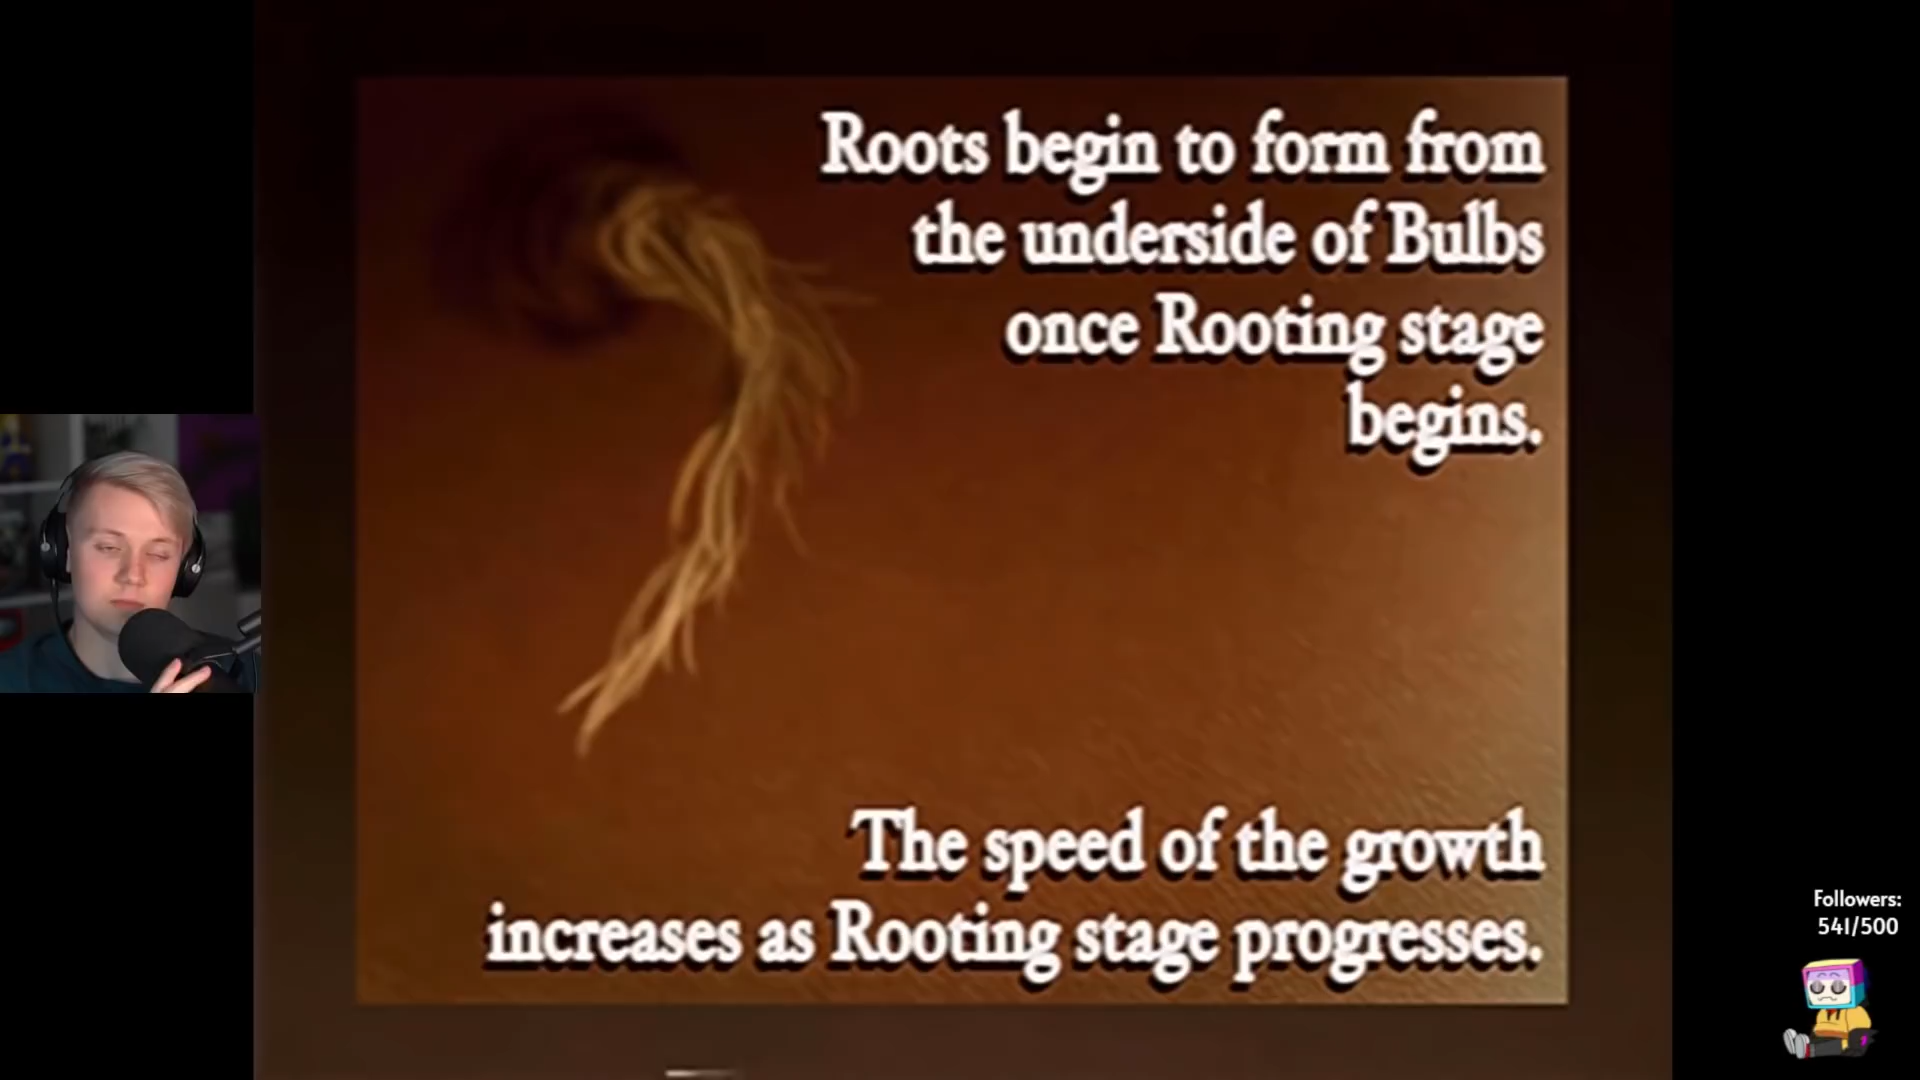 Roots begin to form from
the underside of Bulbs
once Rooting stage
begins.
The speed of the growth
increases as Rooting stage progresses.
Followers:
541/500